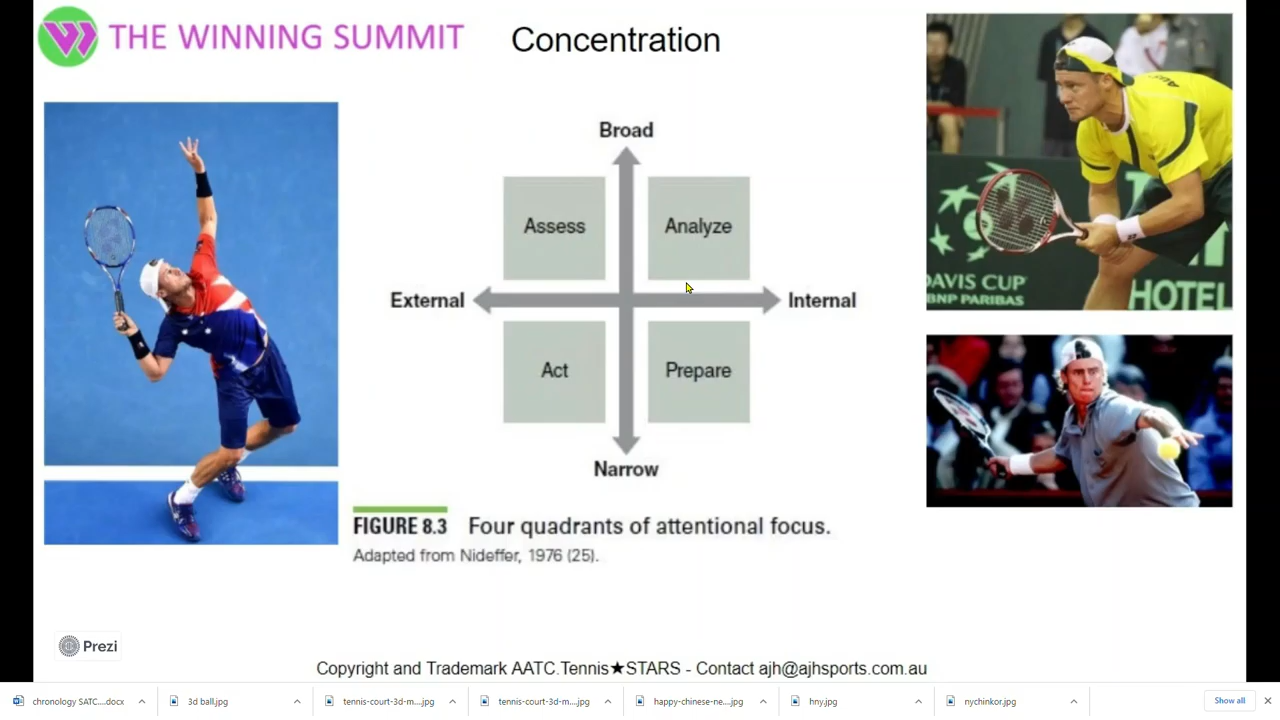 THE WINNING SUMMIT
Concentration
Broad
Assess
Analyze
External
Internal
Act
Prepare
Narrow
FIGURE 8.3 Four quadrants of attentional focus.
Adapted from Nideffer, 1976 (25).
AUS
DAVIS CUP
BNP PARIBAS
HOTEL
Prezi
Copyright and Trademark AATC.Tennis★STARS - Contact ajh@ajhsports.com.au
chronology SATC....docx
3d ball.jpg
tennis-court-3d-m....jpg
tennis-court-3d-m....jpg
happy-chinese-ne....jpg
hny.jpg
nychinkor.jpg
Show all